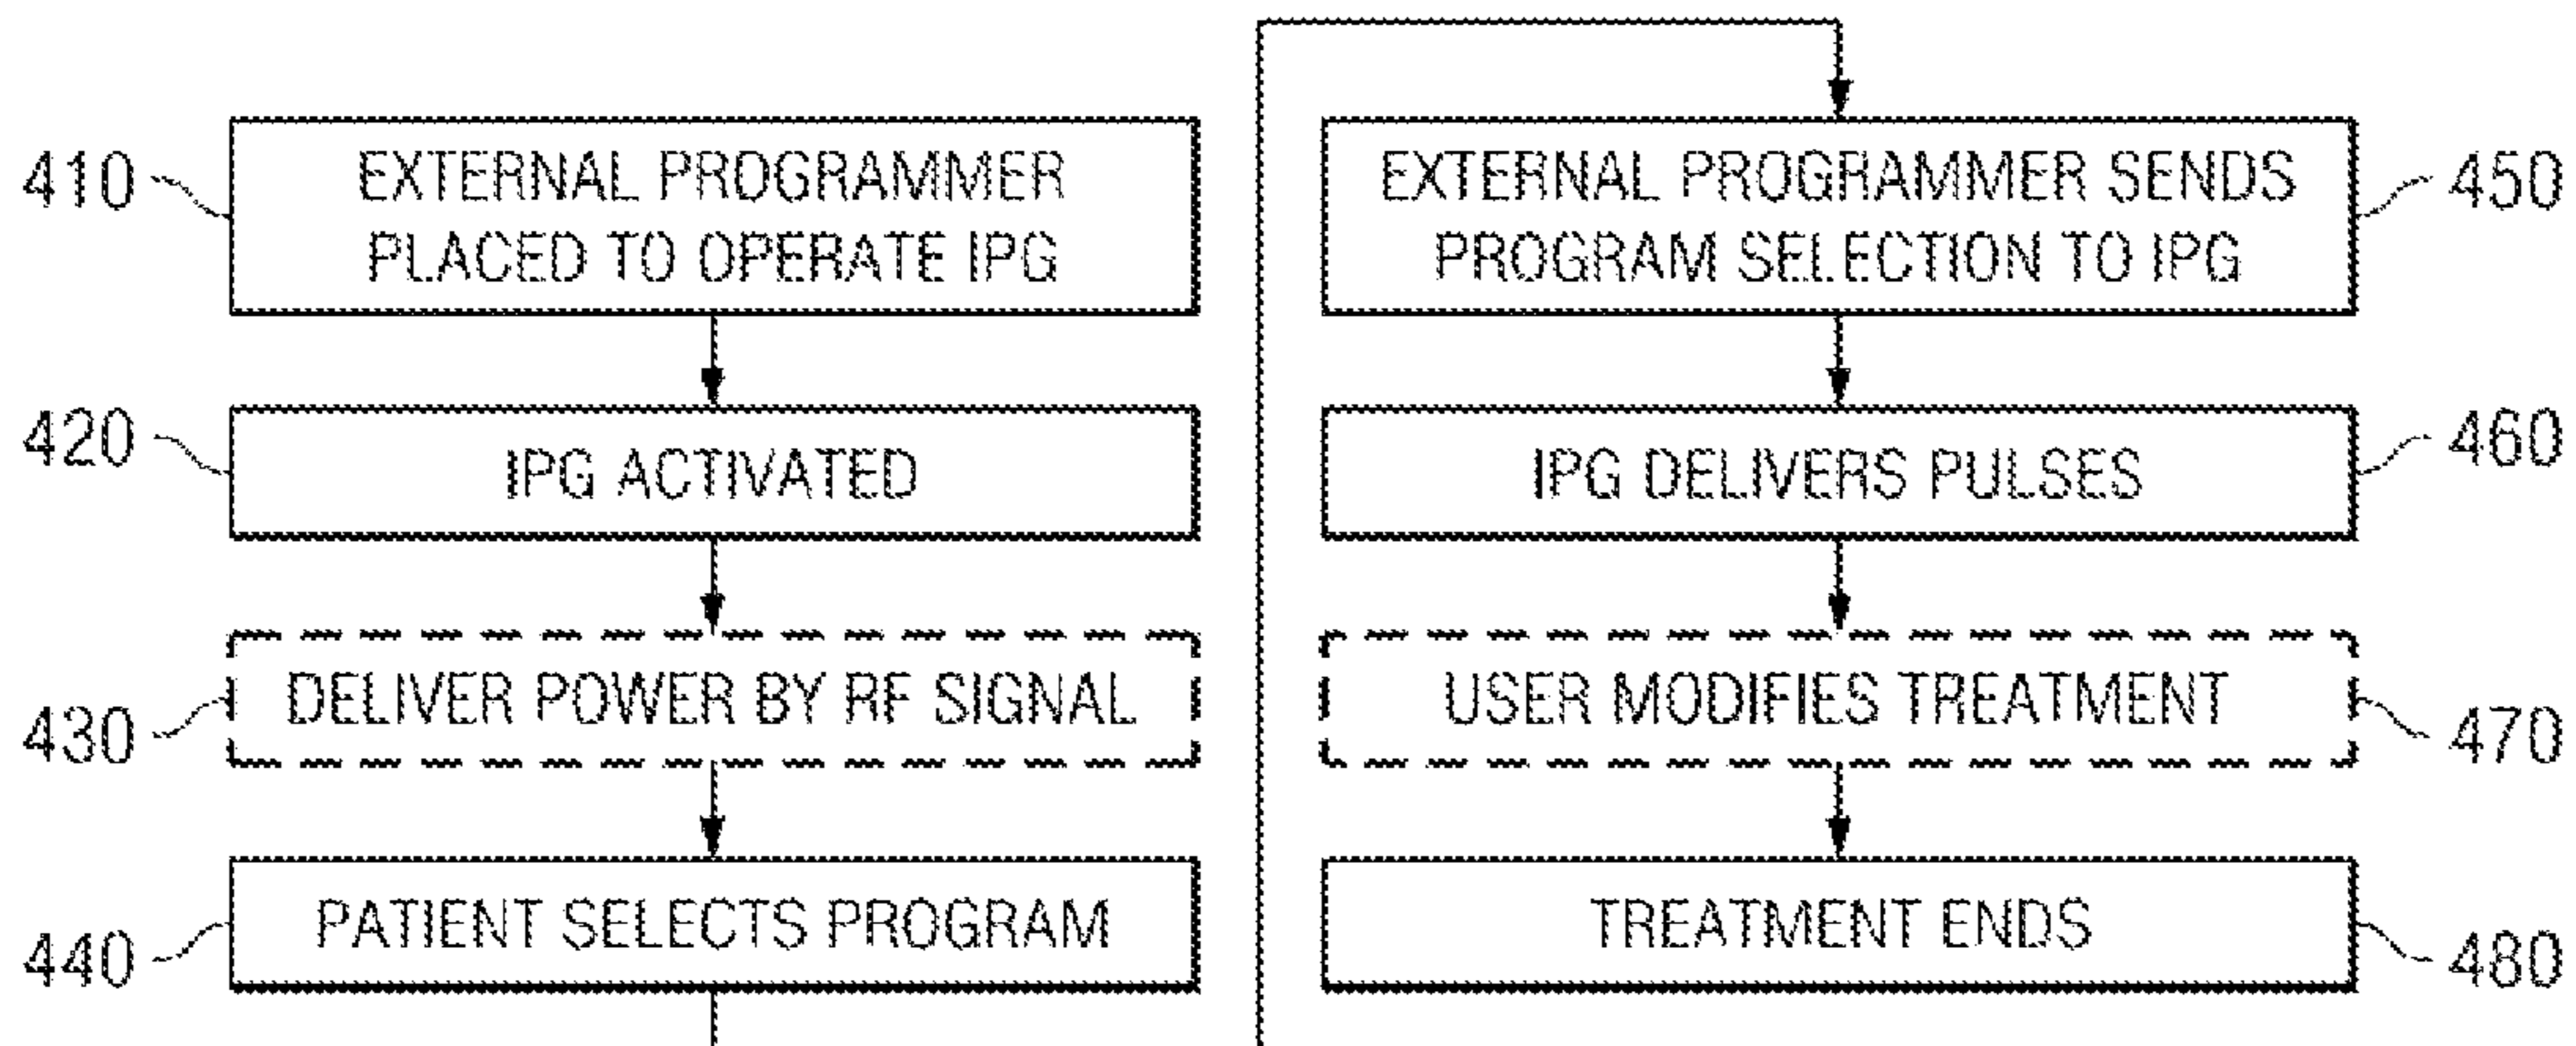 410
EXTERNAL PROGRAMMER
PLACED TO OPERATE IPG
420
IPG ACTIVATED
430
DELIVER POWER BY RF SIGNAL
440
PATIENT SELECTS PROGRAM
EXTERNAL PROGRAMMER SENDS
PROGRAM SELECTION TO IPG
450
IPG DELIVERS PULSES
460
USER MODIFIES TREATMENT
470
TREATMENT ENDS
480